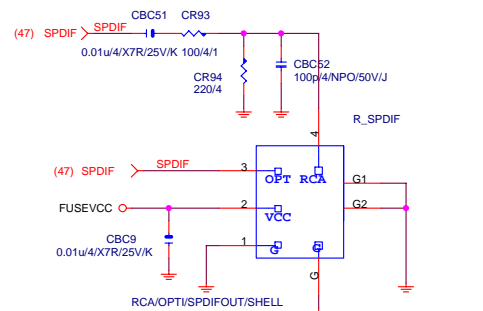 CBC51 CR93
(47) SPDIF SPDIF
0.01u/4/X7R/25V/K 100/4/1
CR94
220/4
CBC52
100p/4/NPO/50V/J
R_SPDIF
4
(47) SPDIF SPDIF 3 OPT RCA G1
FUSEVCC 2 VCC G2
CBC9
0.01u/4/X7R/25V/K
1 G G
G
RCA/OPTI/SPDIFOUT/SHELL